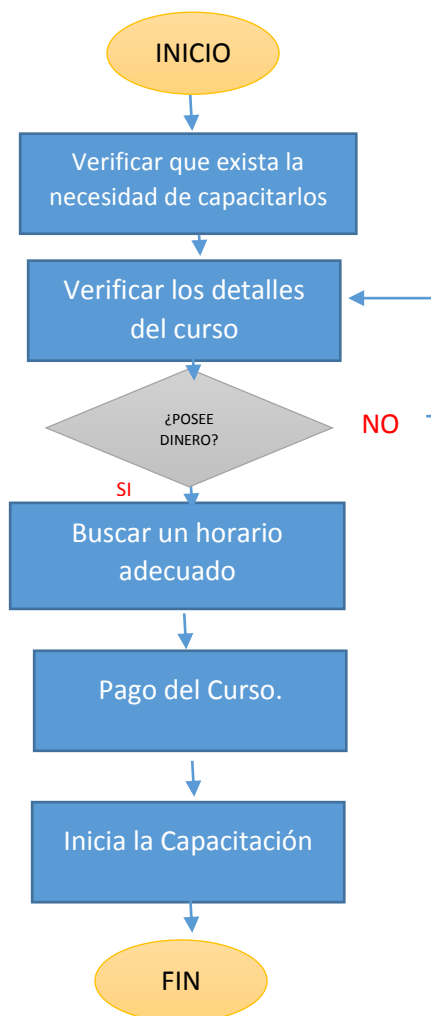 INICIO
Verificar que exista la
necesidad de capacitarlos
Verificar los detalles
del curso
¿POSEE
DINERO?
NO
SI
Buscar un horario
adecuado
Pago del Curso.
Inicia la Capacitación
FIN